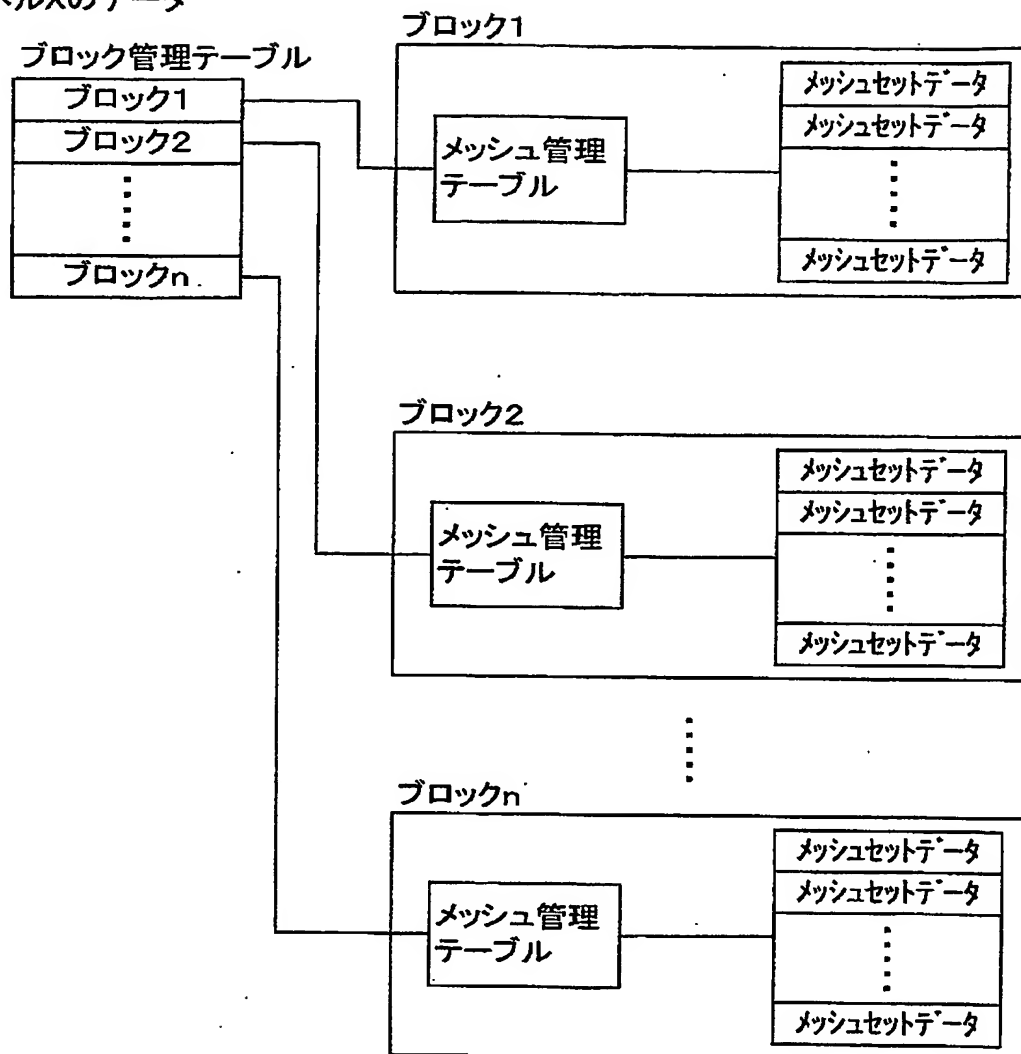 ブロック管理テーブル
ブロック1
ブロック2
ブロックn
ブロック1
メッシュ管理
テーブル
メッシュセットデータ
メッシュセットデータ
メッシュセットデータ
ブロック2
メッシュ管理
テーブル
メッシュセットデータ
メッシュセットデータ
メッシュセットデータ
ブロックn
メッシュ管理
テーブル
メッシュセットデータ
メッシュセットデータ
メッシュセットデータ